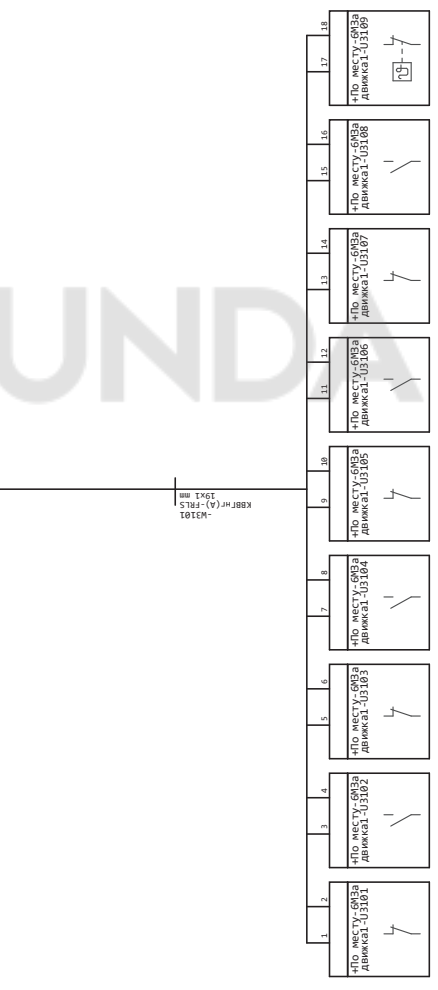 18
17
+По месту-6МЗа
движка1-U3109
16
15
+По месту-6МЗа
движка1-U3108
14
13
+По месту-6МЗа
движка1-U3107
12
11
+По месту-6МЗа
движка1-U3106
10
9
+По месту-6МЗа
движка1-U3105
8
7
+По месту-6МЗа
движка1-U3104
6
5
+По месту-6МЗа
движка1-U3103
4
3
+По месту-6МЗа
движка1-U3102
2
1
+По месту-6МЗа
движка1-U3101
-W3101
КВВГнг(A)-FRLS
19x1 mm
UNDA